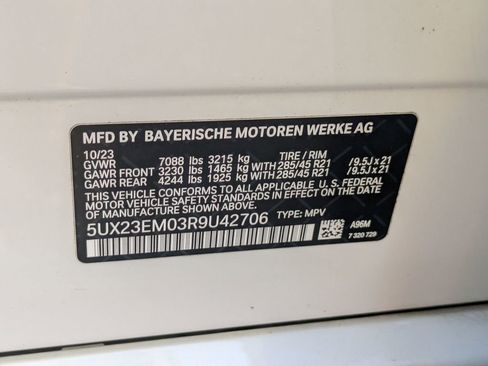 MFD BY BAYERISCHE MOTOREN WERKE AG
10/23 TIRE / RIM
GVWR 7088 lbs 3215 kg
GAWR FRONT 3230 lbs 1465 kg WITH 285/45 R21 /9.5J x 21
GAWR REAR 4244 lbs 1925 kg WITH 285/45 R21 /9.5J x 21
THIS VEHICLE CONFORMS TO ALL APPLICABLE U. S. FEDERAL
MOTOR VEHICLE SAFETY STANDARDS IN EFFECT ON THE DATE
OF MANUFACTURE SHOWN ABOVE.
5UX23EM03R9U42706 TYPE: MPV
A96M
7 320 729